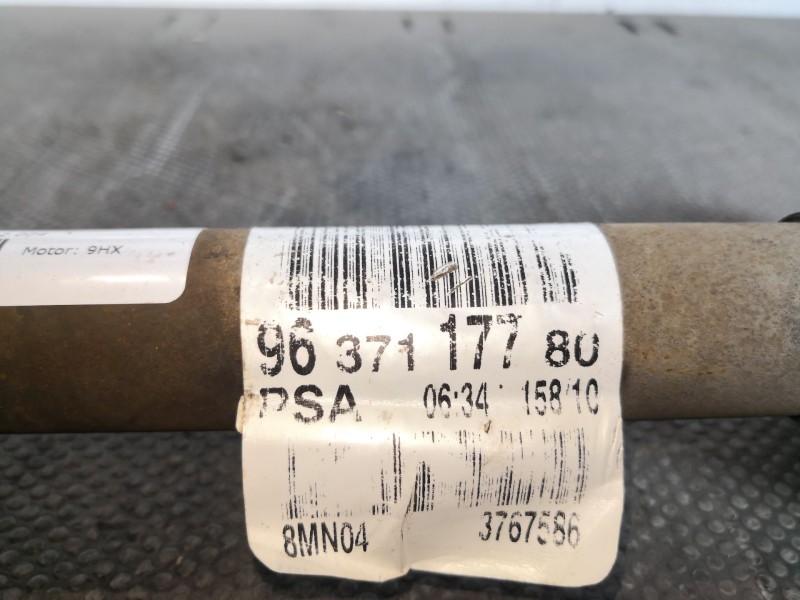 Motor: 9HX
96 371 177 80
PSA 06:34 158/10
8MN04 3767586